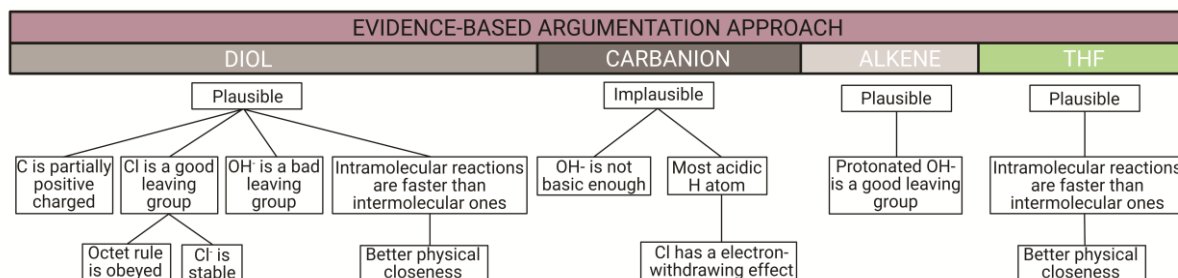 EVIDENCE-BASED ARGUMENTATION APPROACH
DIOL
CARBANION
ALKENE
THF
Plausible
Implausible
Plausible
Plausible
C is partially
positive
charged
Cl is a good
leaving
group
OH⁻ is a bad
leaving
group
Intramolecular reactions
are faster than
intermolecular ones
OH- is not
basic enough
Most acidic
H atom
Protonated OH-
is a good leaving
group
Intramolecular reactions
are faster than
intermolecular ones
Octet rule
is obeyed
Cl⁻ is
stable
Better physical
closeness
Cl has a electron-
withdrawing effect
Better physical
closeness